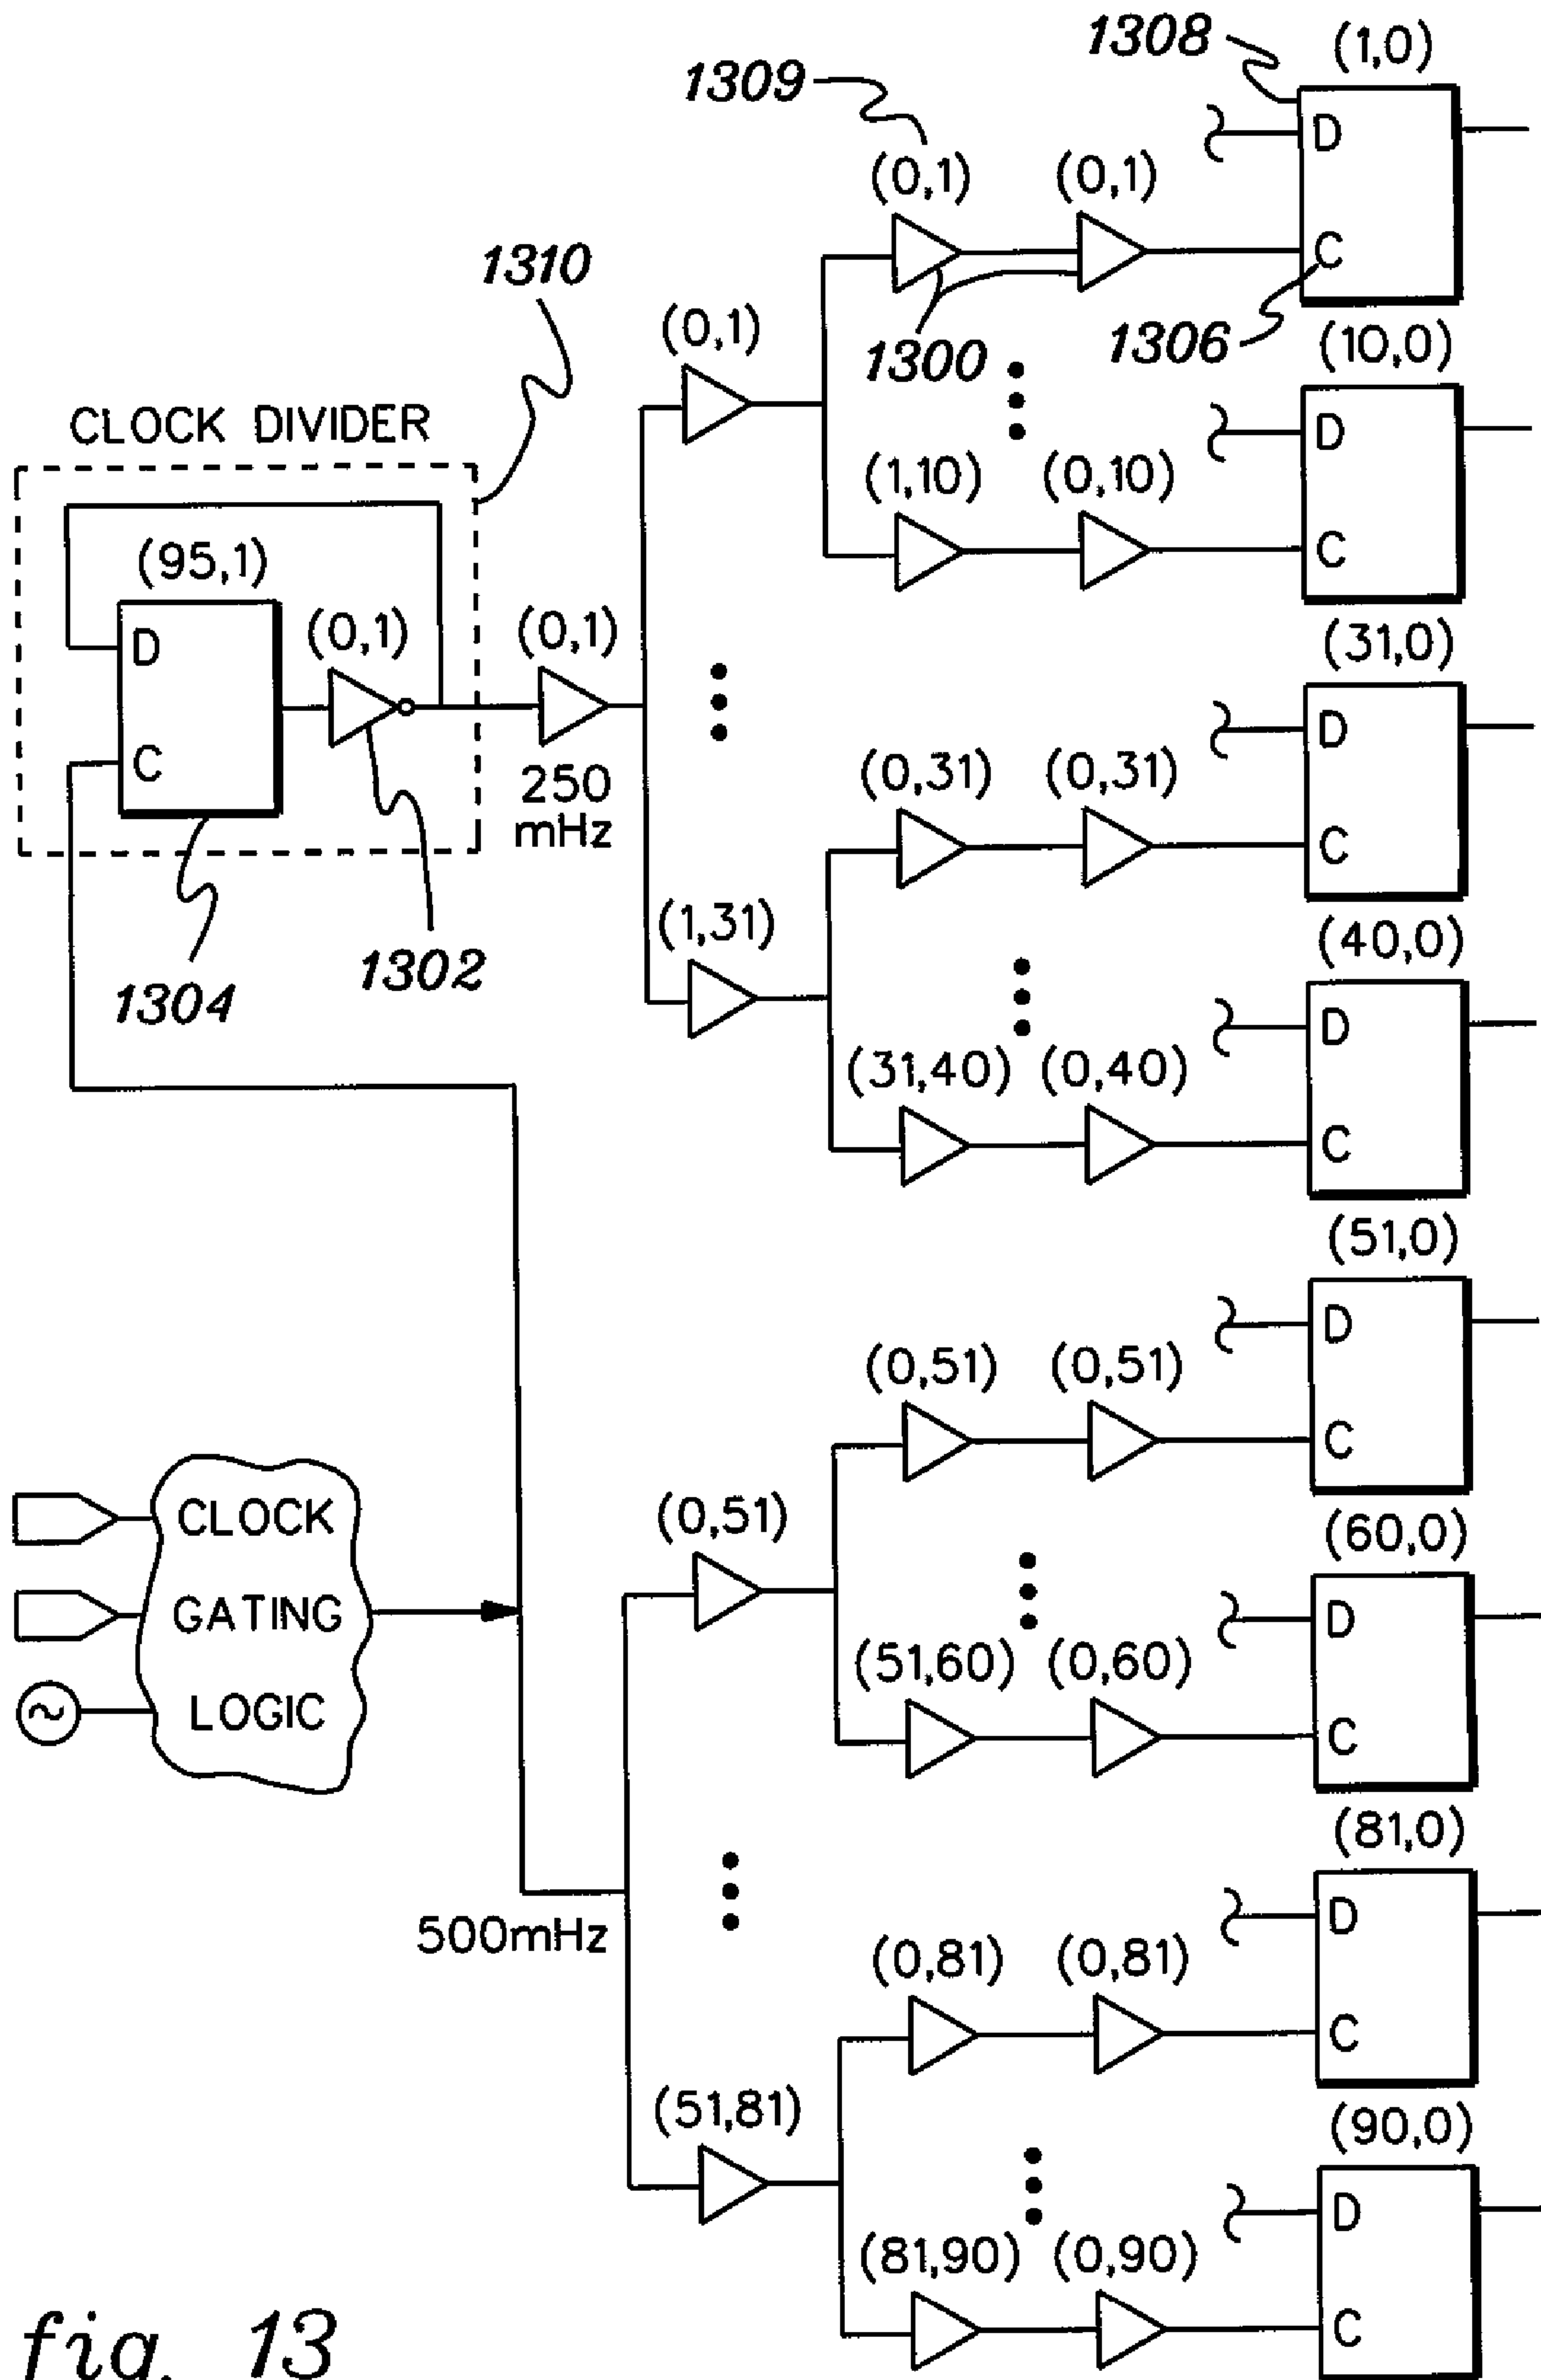 1308
(1,0)
1309
D
(0,1)
(0,1)
C
1310
1300
1306
(10,0)
(0,1)
CLOCK DIVIDER
D
(1,10)
(0,10)
C
(95,1)
(0,1)
(0,1)
(31,0)
D
D
C
250
mHz
(0,31)
(0,31)
C
(1,31)
1302
1304
(40,0)
D
(31,40)
(0,40)
C
(51,0)
D
(0,51)
(0,51)
C
CLOCK
(0,51)
(60,0)
GATING
D
(51,60)
(0,60)
LOGIC
C
(81,0)
500mHz
D
(0,81)
(0,81)
C
(51,81)
(90,0)
D
(81,90)
(0,90)
C
fig. 13